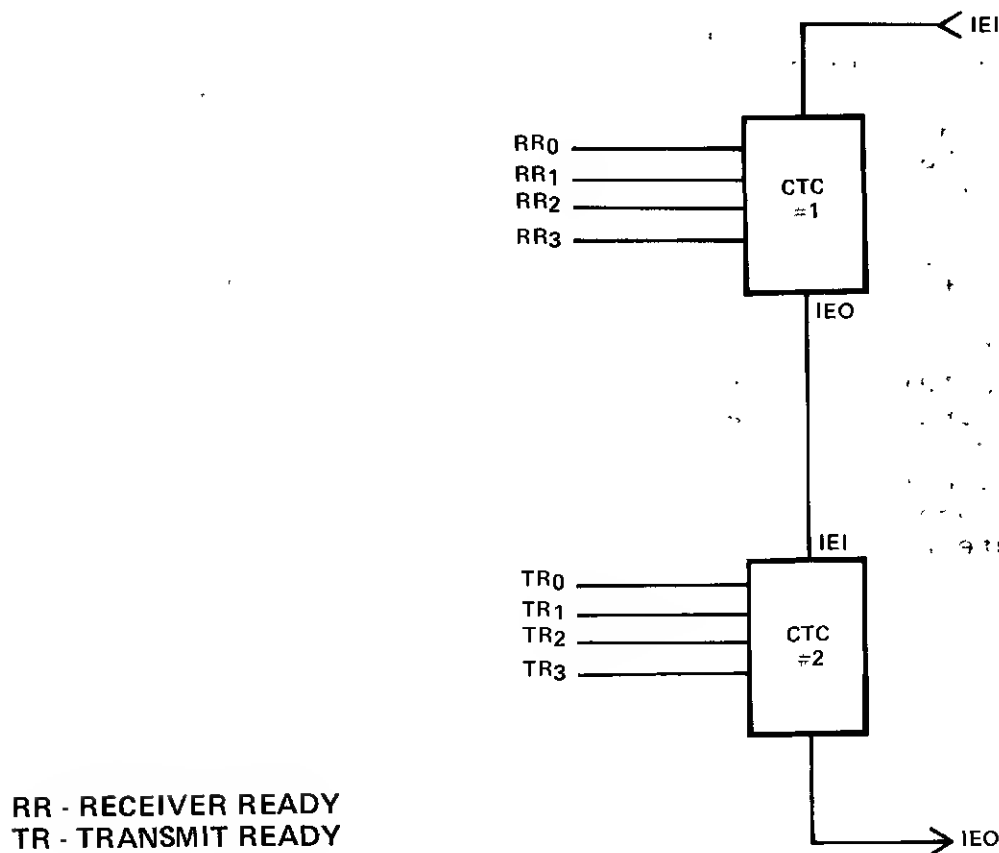 IEI
RR0
RR1
RR2
RR3
CTC
#1
IEO
IEI
TR0
TR1
TR2
TR3
CTC
#2
RR - RECEIVER READY
TR - TRANSMIT READY
IEO